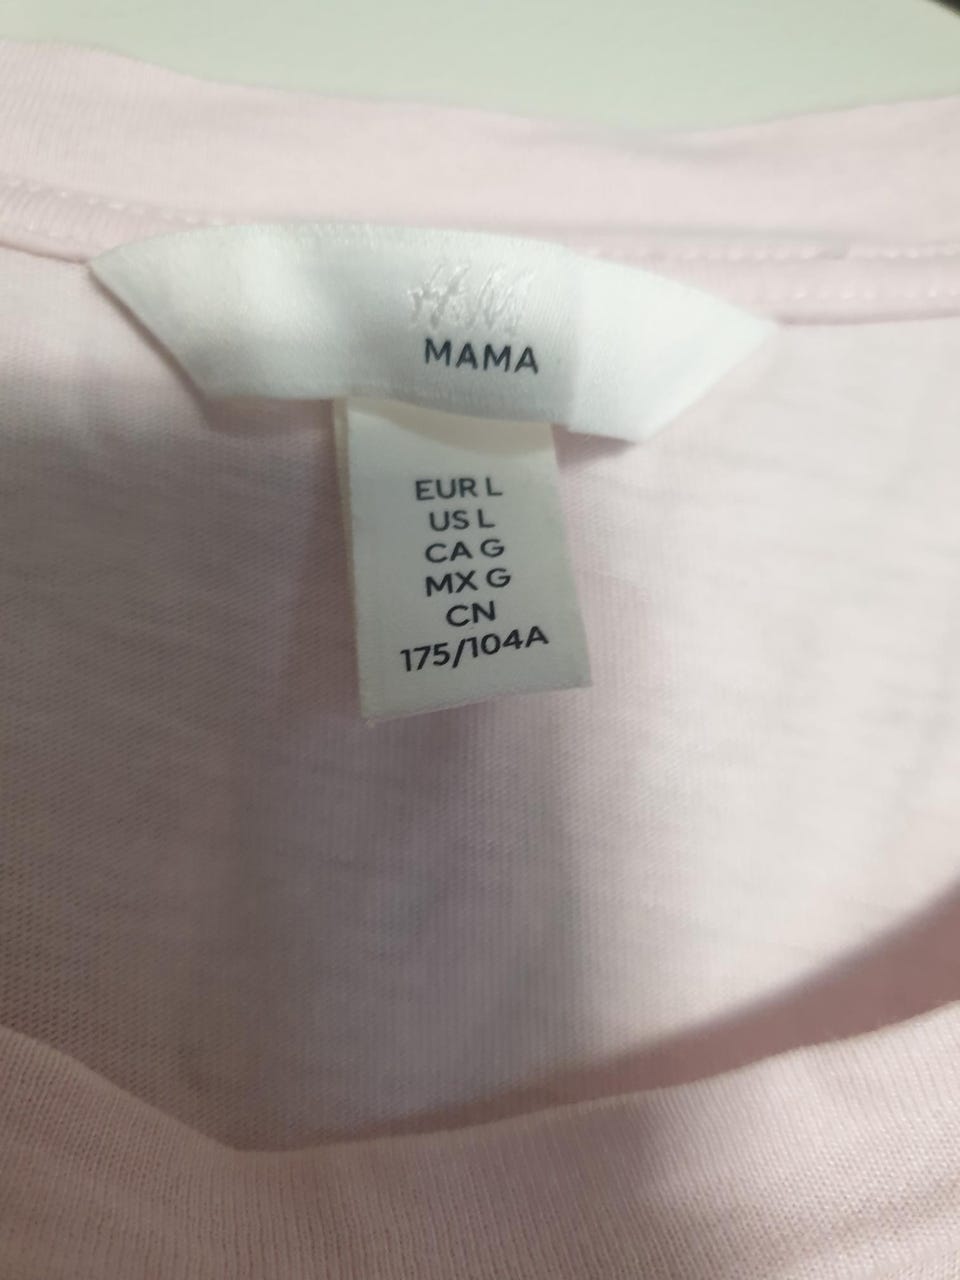 H&M
MAMA
EUR L
US L
CA G
MX G
CN
175/104A